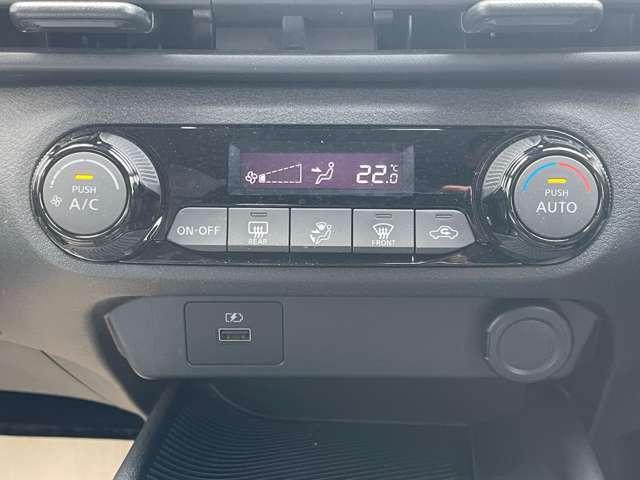 PUSH
A/C
22.0
°C
PUSH
AUTO
ON-OFF
REAR
FRONT